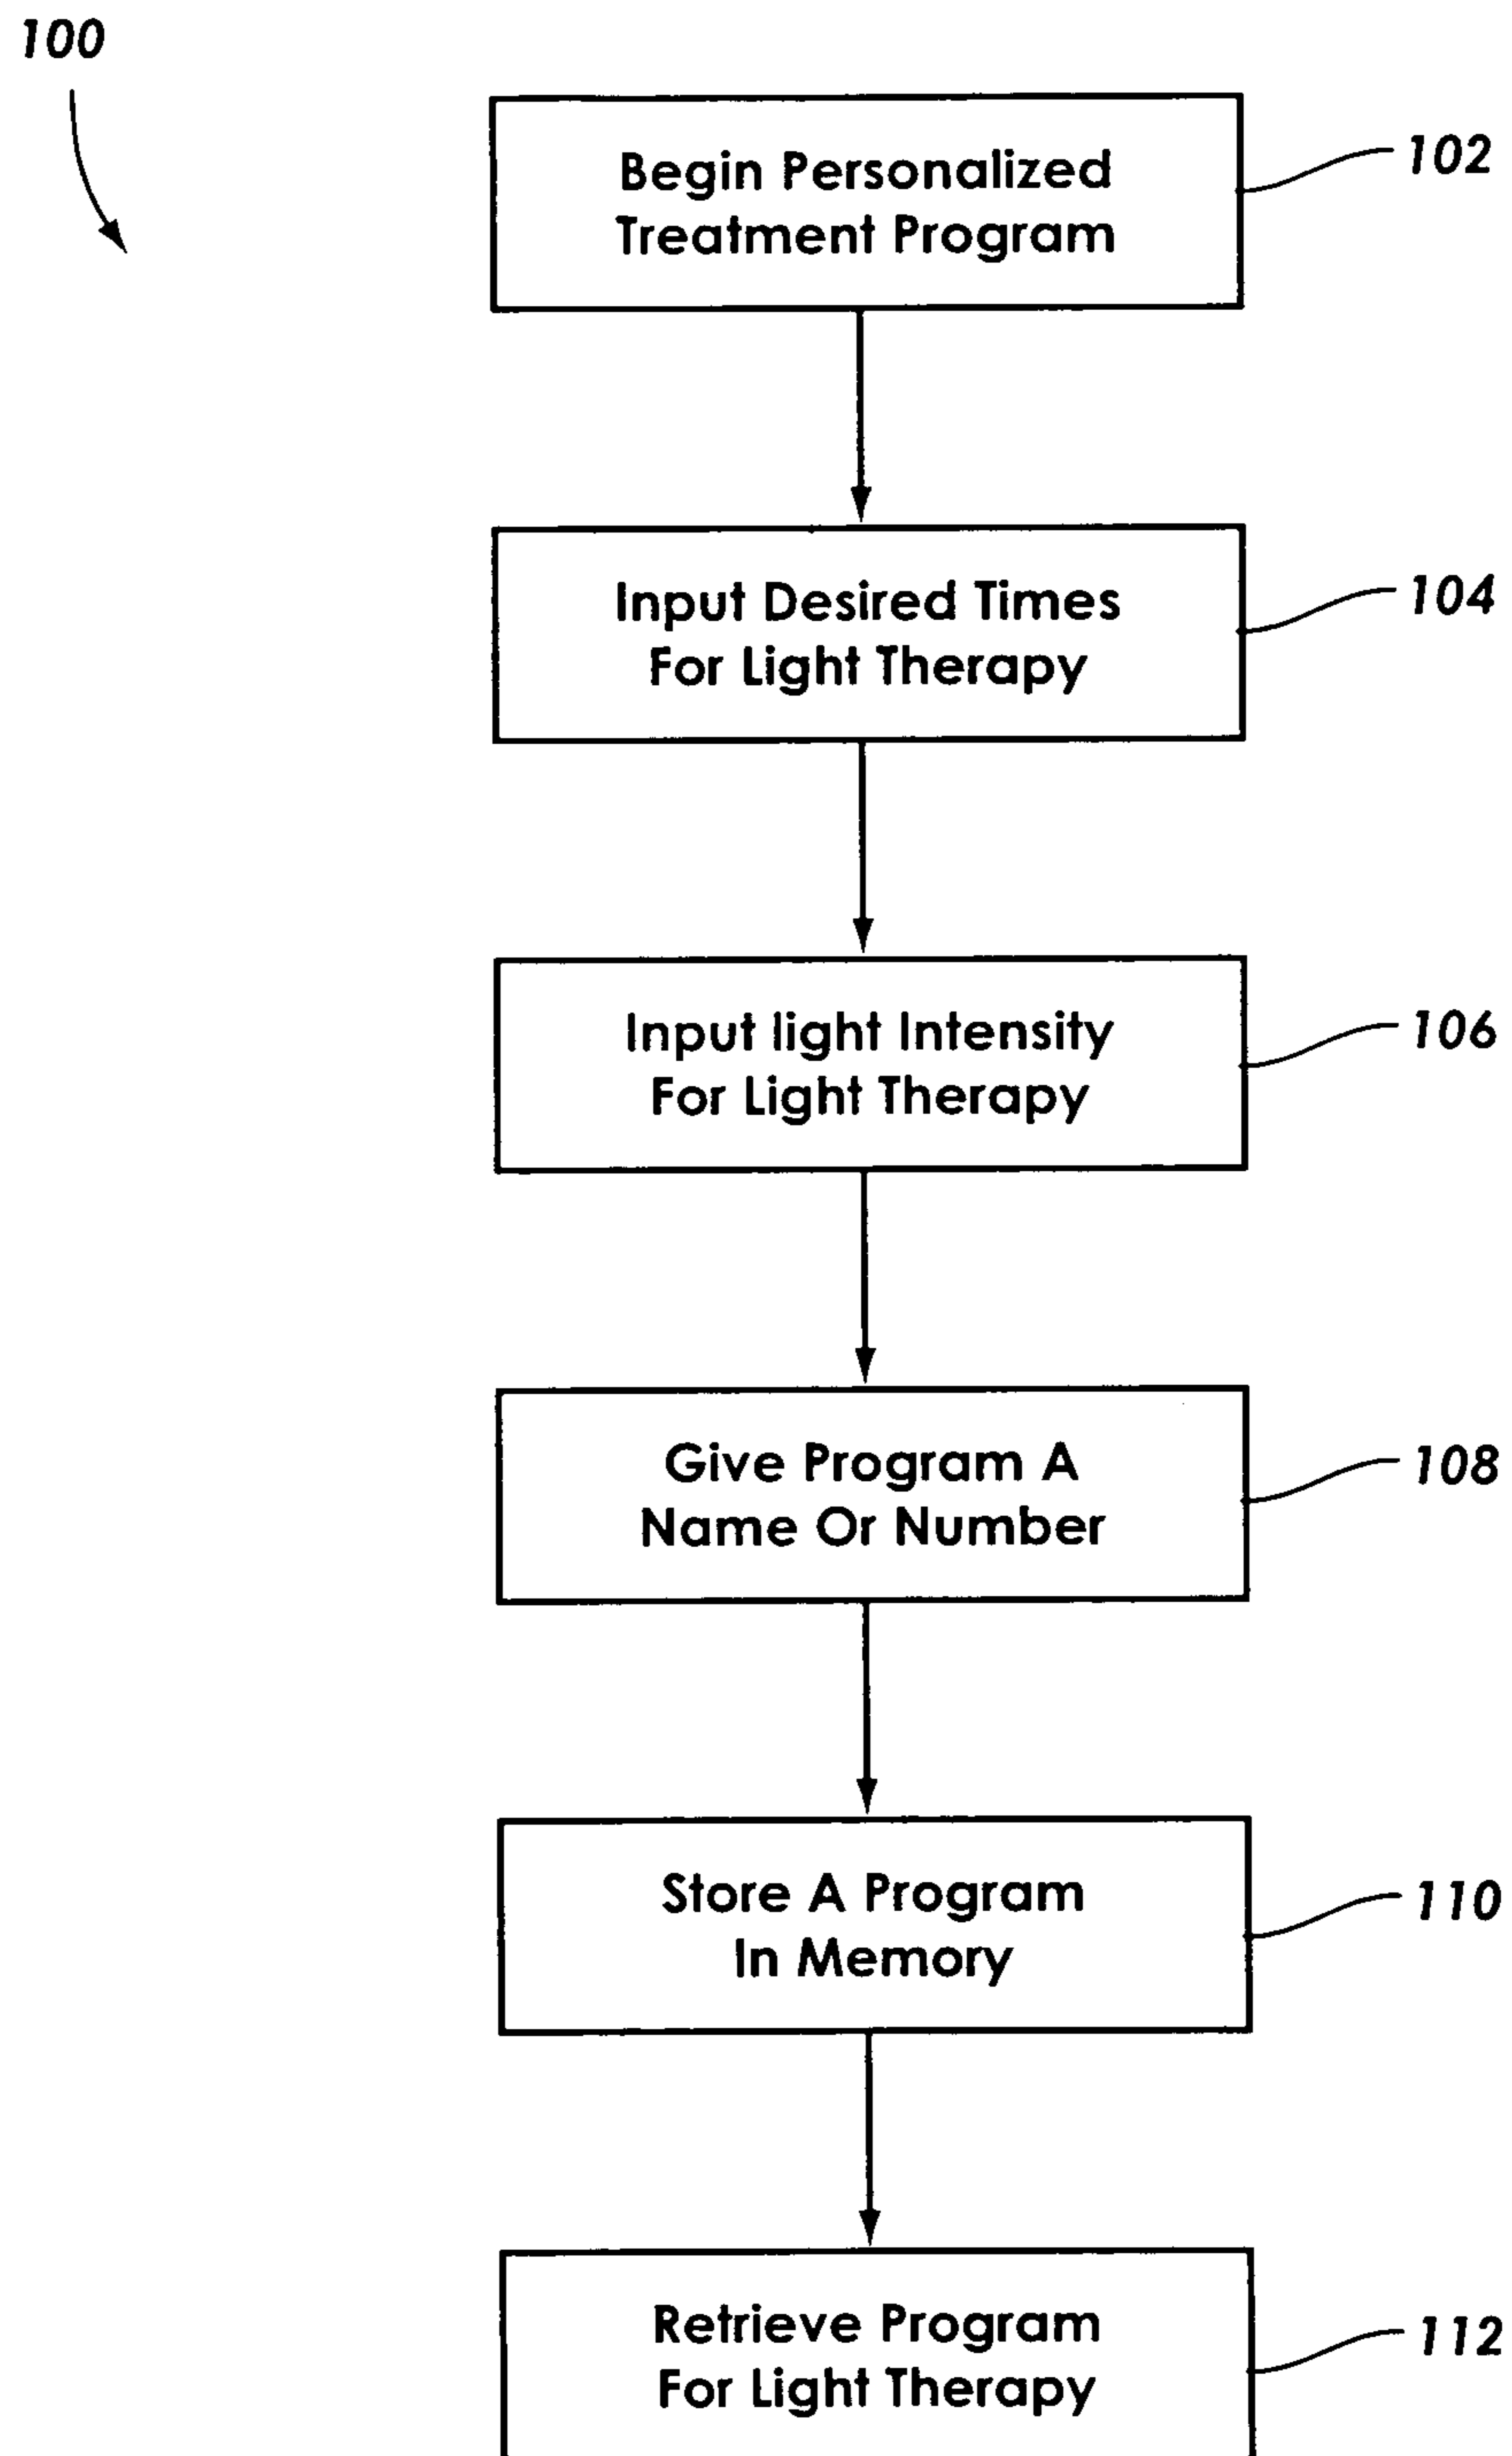 100
Begin Personalized
Treatment Program
102
Input Desired Times
For Light Therapy
104
Input light Intensity
For Light Therapy
106
Give Program A
Name Or Number
108
Store A Program
In Memory
110
Retrieve Program
For Light Therapy
112